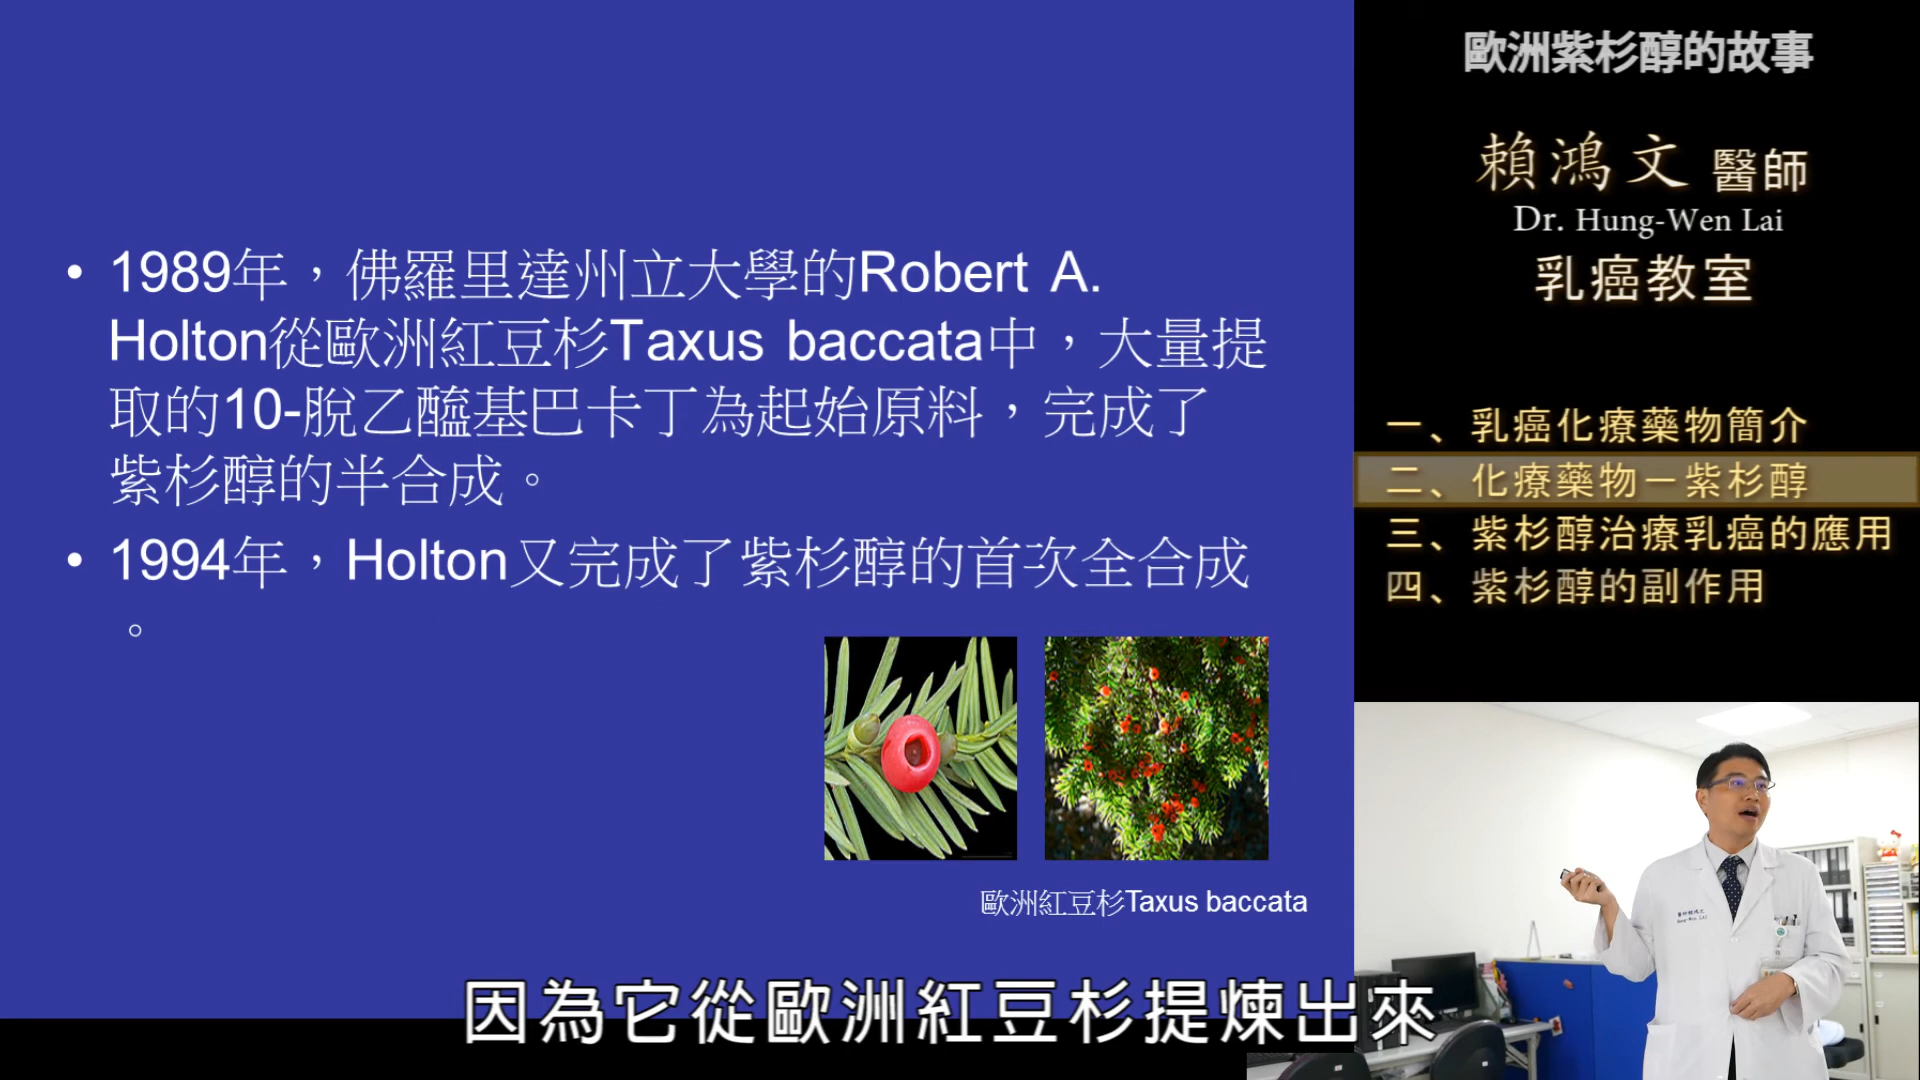 • 1989年，佛羅里達州立大學的Robert A.
Holton從歐洲紅豆杉Taxus baccata中，大量提
取的10-脫乙醯基巴卡丁為起始原料，完成了
紫杉醇的半合成。
• 1994年，Holton又完成了紫杉醇的首次全合成
。
歐洲紅豆杉Taxus baccata
歐洲紫杉醇的故事
賴鴻文 醫師
Dr. Hung-Wen Lai
乳癌教室
一、乳癌化療藥物簡介
二、化療藥物－紫杉醇
三、紫杉醇治療乳癌的應用
四、紫杉醇的副作用
因為它從歐洲紅豆杉提煉出來